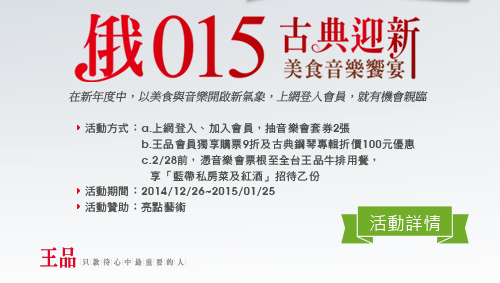 俄015
古典迎新
美食音樂饗宴
在新年度中，以美食與音樂開啟新氣象，上網登入會員，就有機會親臨
活動方式：a.上網登入、加入會員，抽音樂會套券2張
b.王品會員獨享購票9折及古典鋼琴專輯折價100元優惠
c.2/28前，憑音樂會票根至全台王品牛排用餐，
享「藍帶私房菜及紅酒」招待乙份
活動期間：2014/12/26~2015/01/25
活動贊助：亮點藝術
活動詳情
王品 只款待心中最重要的人